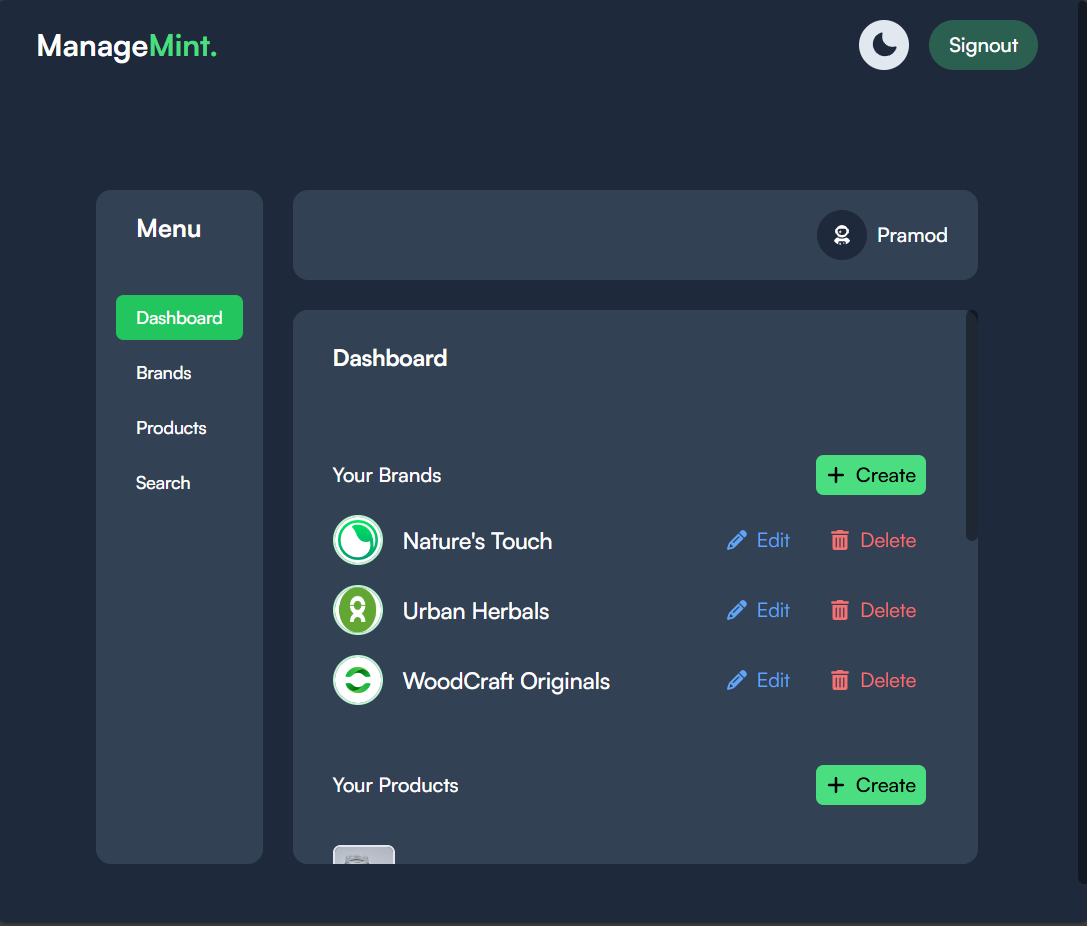 ManageMint.
Signout
Menu
Dashboard
Brands
Products
Search
Pramod
Dashboard
Your Brands
Create
Nature's Touch
Edit
Delete
Urban Herbals
Edit
Delete
WoodCraft Originals
Edit
Delete
Your Products
Create